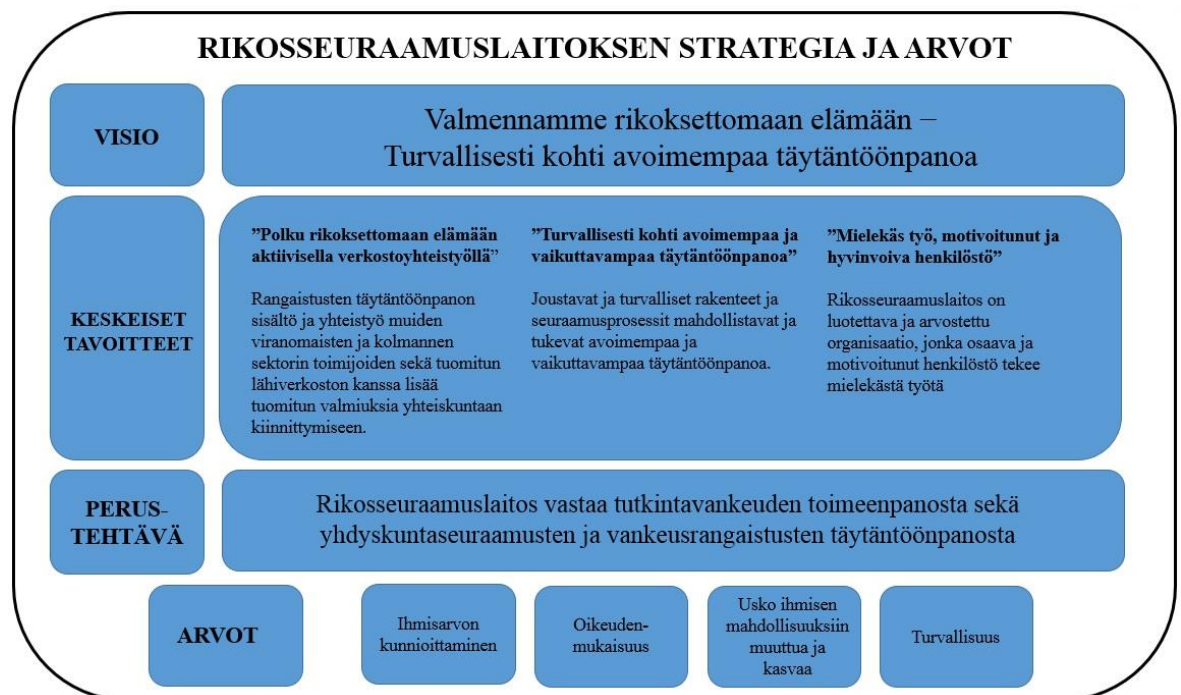 RIKOSSEURAAMUSLAITOKSEN STRATEGIA JA ARVOT
VISIO
Valmennamme rikoksettomaan elämään −
Turvallisesti kohti avoimempaa täytäntöönpanoa
KESKEISET
TAVOITTEET
”Polku rikoksettomaan elämään
aktiivisella verkostoyhteistyöllä”
Rangaistusten täytäntöönpanon
sisältö ja yhteistyö muiden
viranomaisten ja kolmannen
sektorin toimijoiden sekä tuomitun
lähiverkoston kanssa lisää
tuomitun valmiuksia yhteiskuntaan
kiinnittymiseen.
”Turvallisesti kohti avoimempaa ja
vaikuttavampaa täytäntöönpanoa”
Joustavat ja turvalliset rakenteet ja
seuraamusprosessit mahdollistavat ja
tukevat avoimempaa ja
vaikuttavampaa täytäntöönpanoa.
”Mielekäs työ, motivoitunut ja
hyvinvoiva henkilöstö”
Rikosseuraamuslaitos on
luotettava ja arvostettu
organisaatio, jonka osaava ja
motivoitunut henkilöstö tekee
mielekästä työtä
PERUS-
TEHTÄVÄ
Rikosseuraamuslaitos vastaa tutkintavankeuden toimeenpanosta sekä
yhdyskuntaseuraamusten ja vankeusrangaistusten täytäntöönpanosta
ARVOT
Ihmisarvon
kunnioittaminen
Oikeuden-
mukaisuus
Usko ihmisen
mahdollisuuksiin
muuttua ja
kasvaa
Turvallisuus